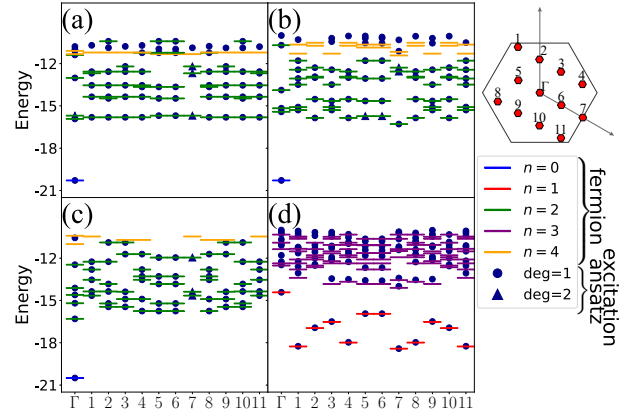 (a)
(b)
Energy
-12
-15
-18
-21
(c)
(d)
Energy
-12
-15
-18
-21
Γ 1 2 3 4 5 6 7 8 9 10 11
Γ 1 2 3 4 5 6 7 8 9 10 11
1
2
3
4
5
Γ
6
7
8
9
10
11
n = 0
n = 1
n = 2
n = 3
n = 4
deg=1
deg=2
fermion
excitation
ansatz